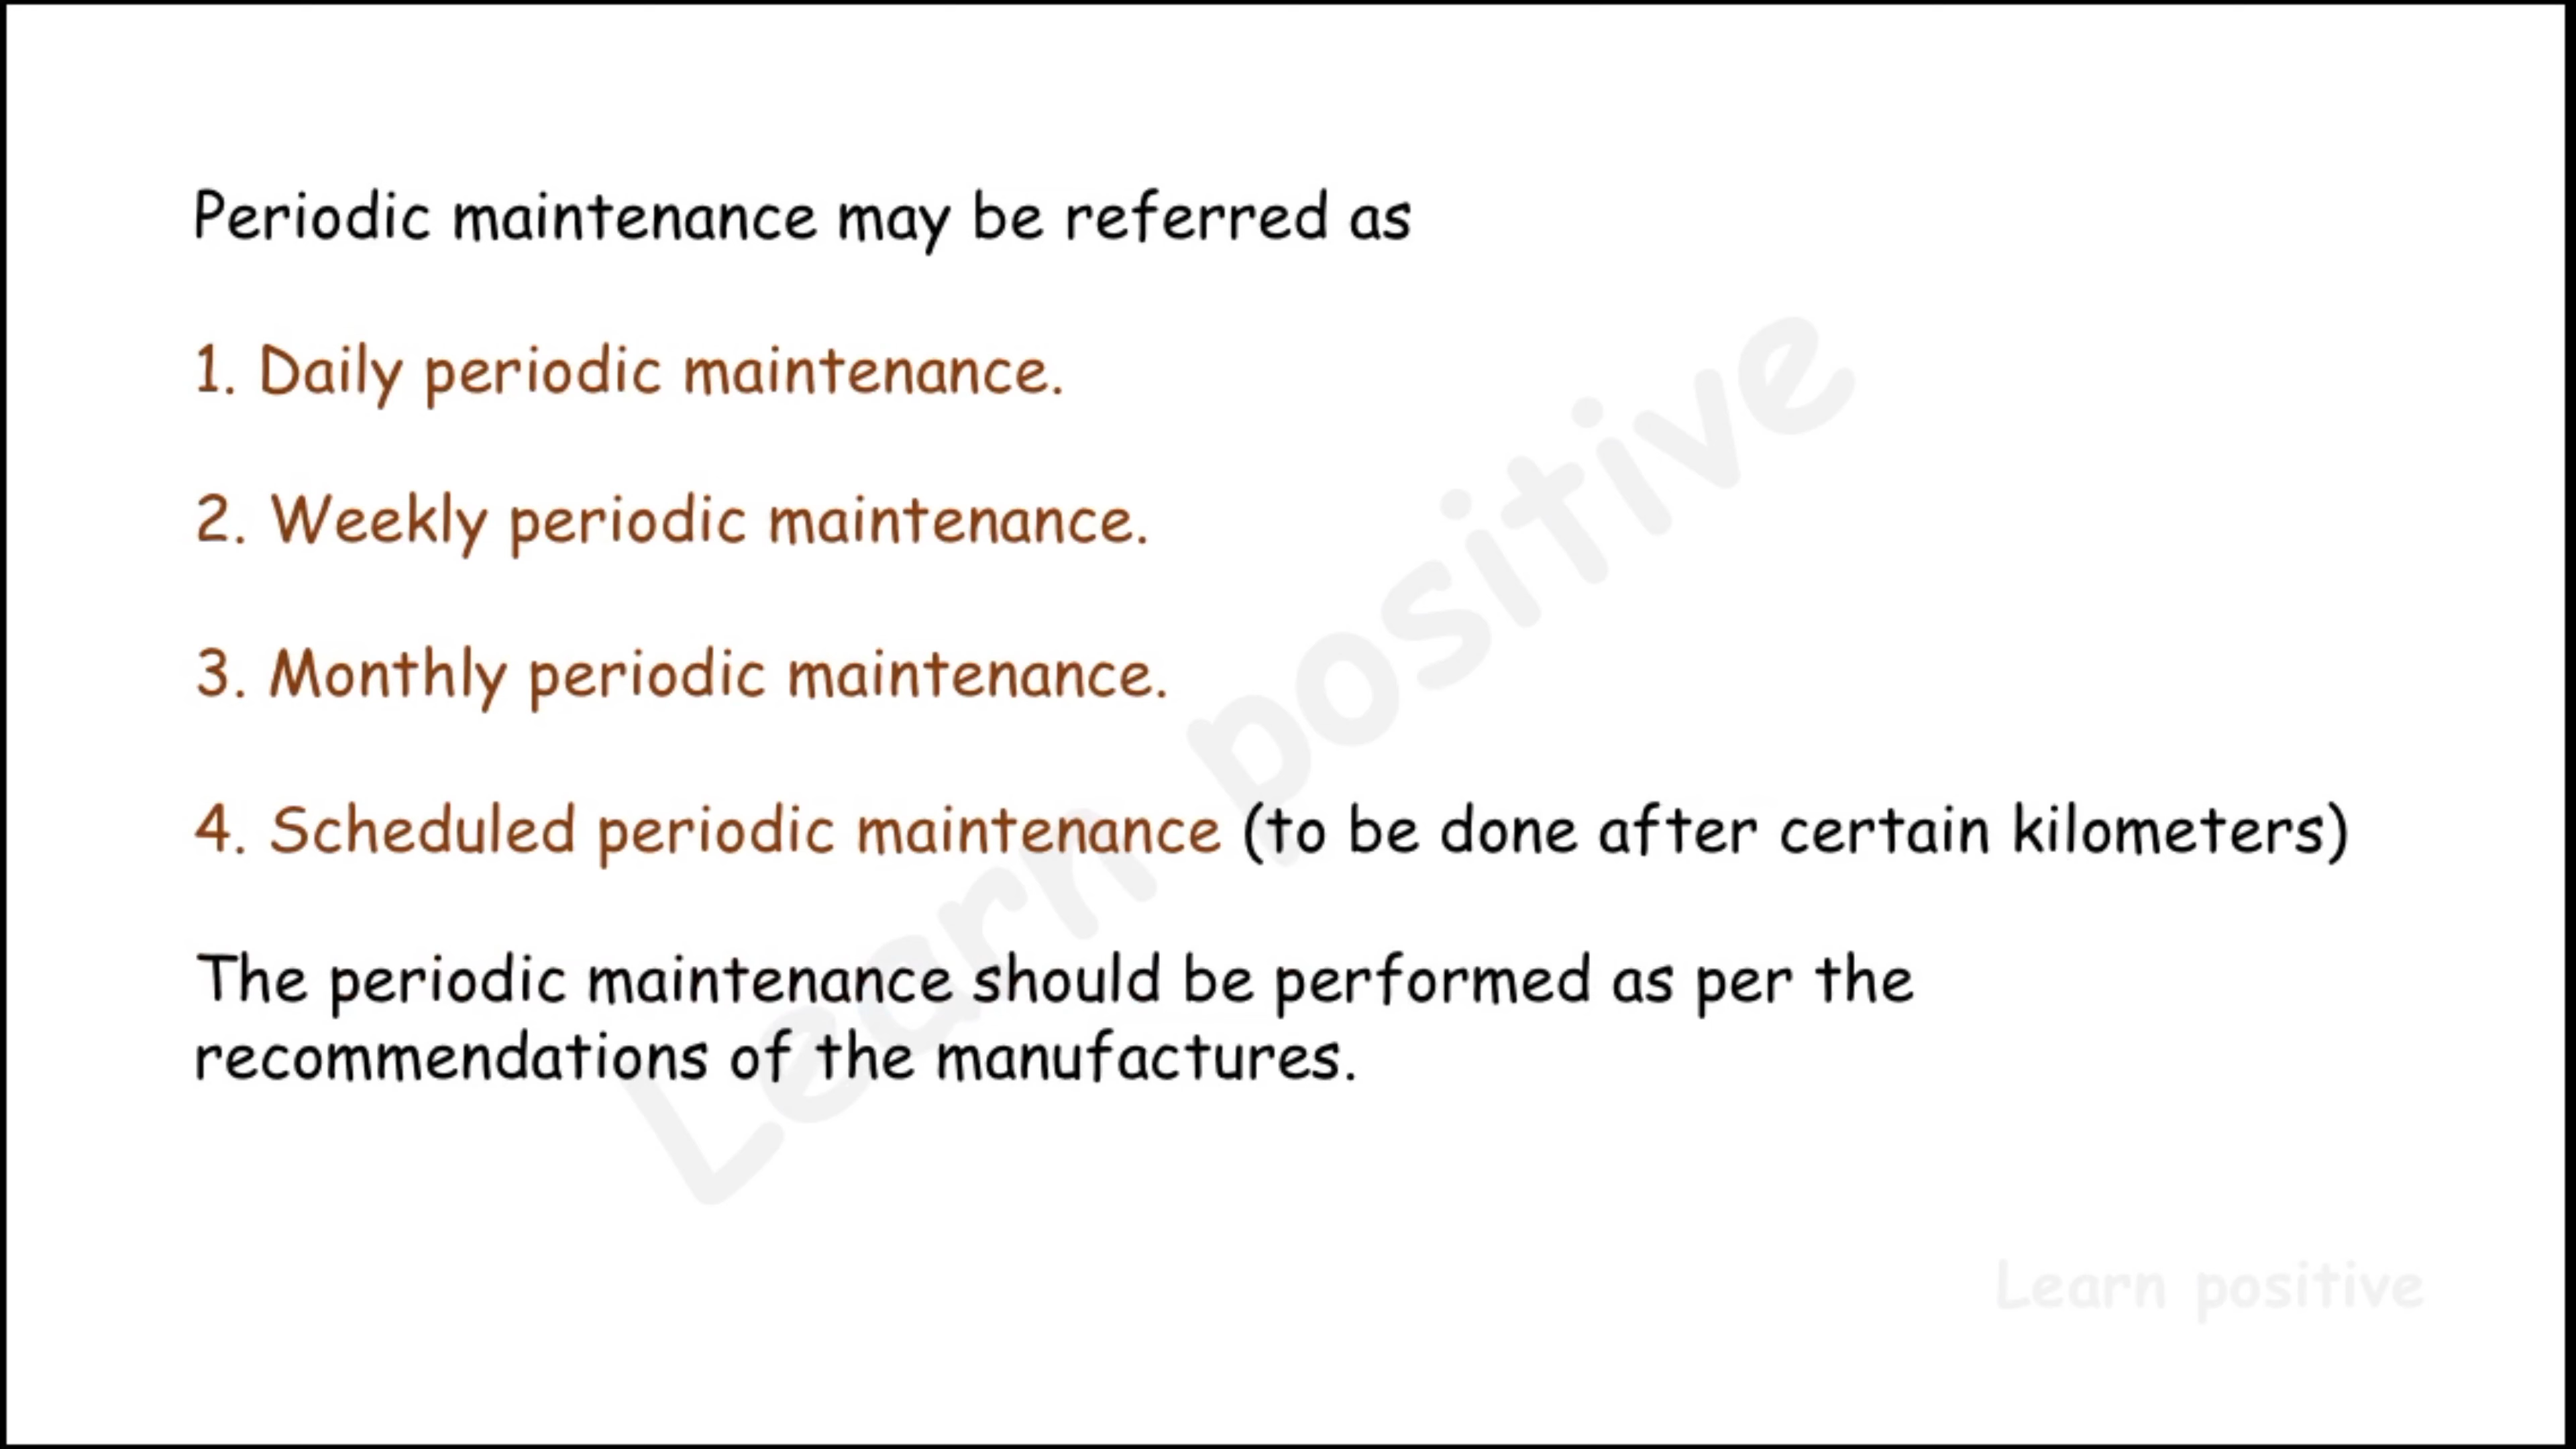 Periodic maintenance may be referred as
1. Daily periodic maintenance.
2. Weekly periodic maintenance.
3. Monthly periodic maintenance.
4. Scheduled periodic maintenance (to be done after certain kilometers)
The periodic maintenance should be performed as per the
recommendations of the manufactures.
Learn positive
Learn positive